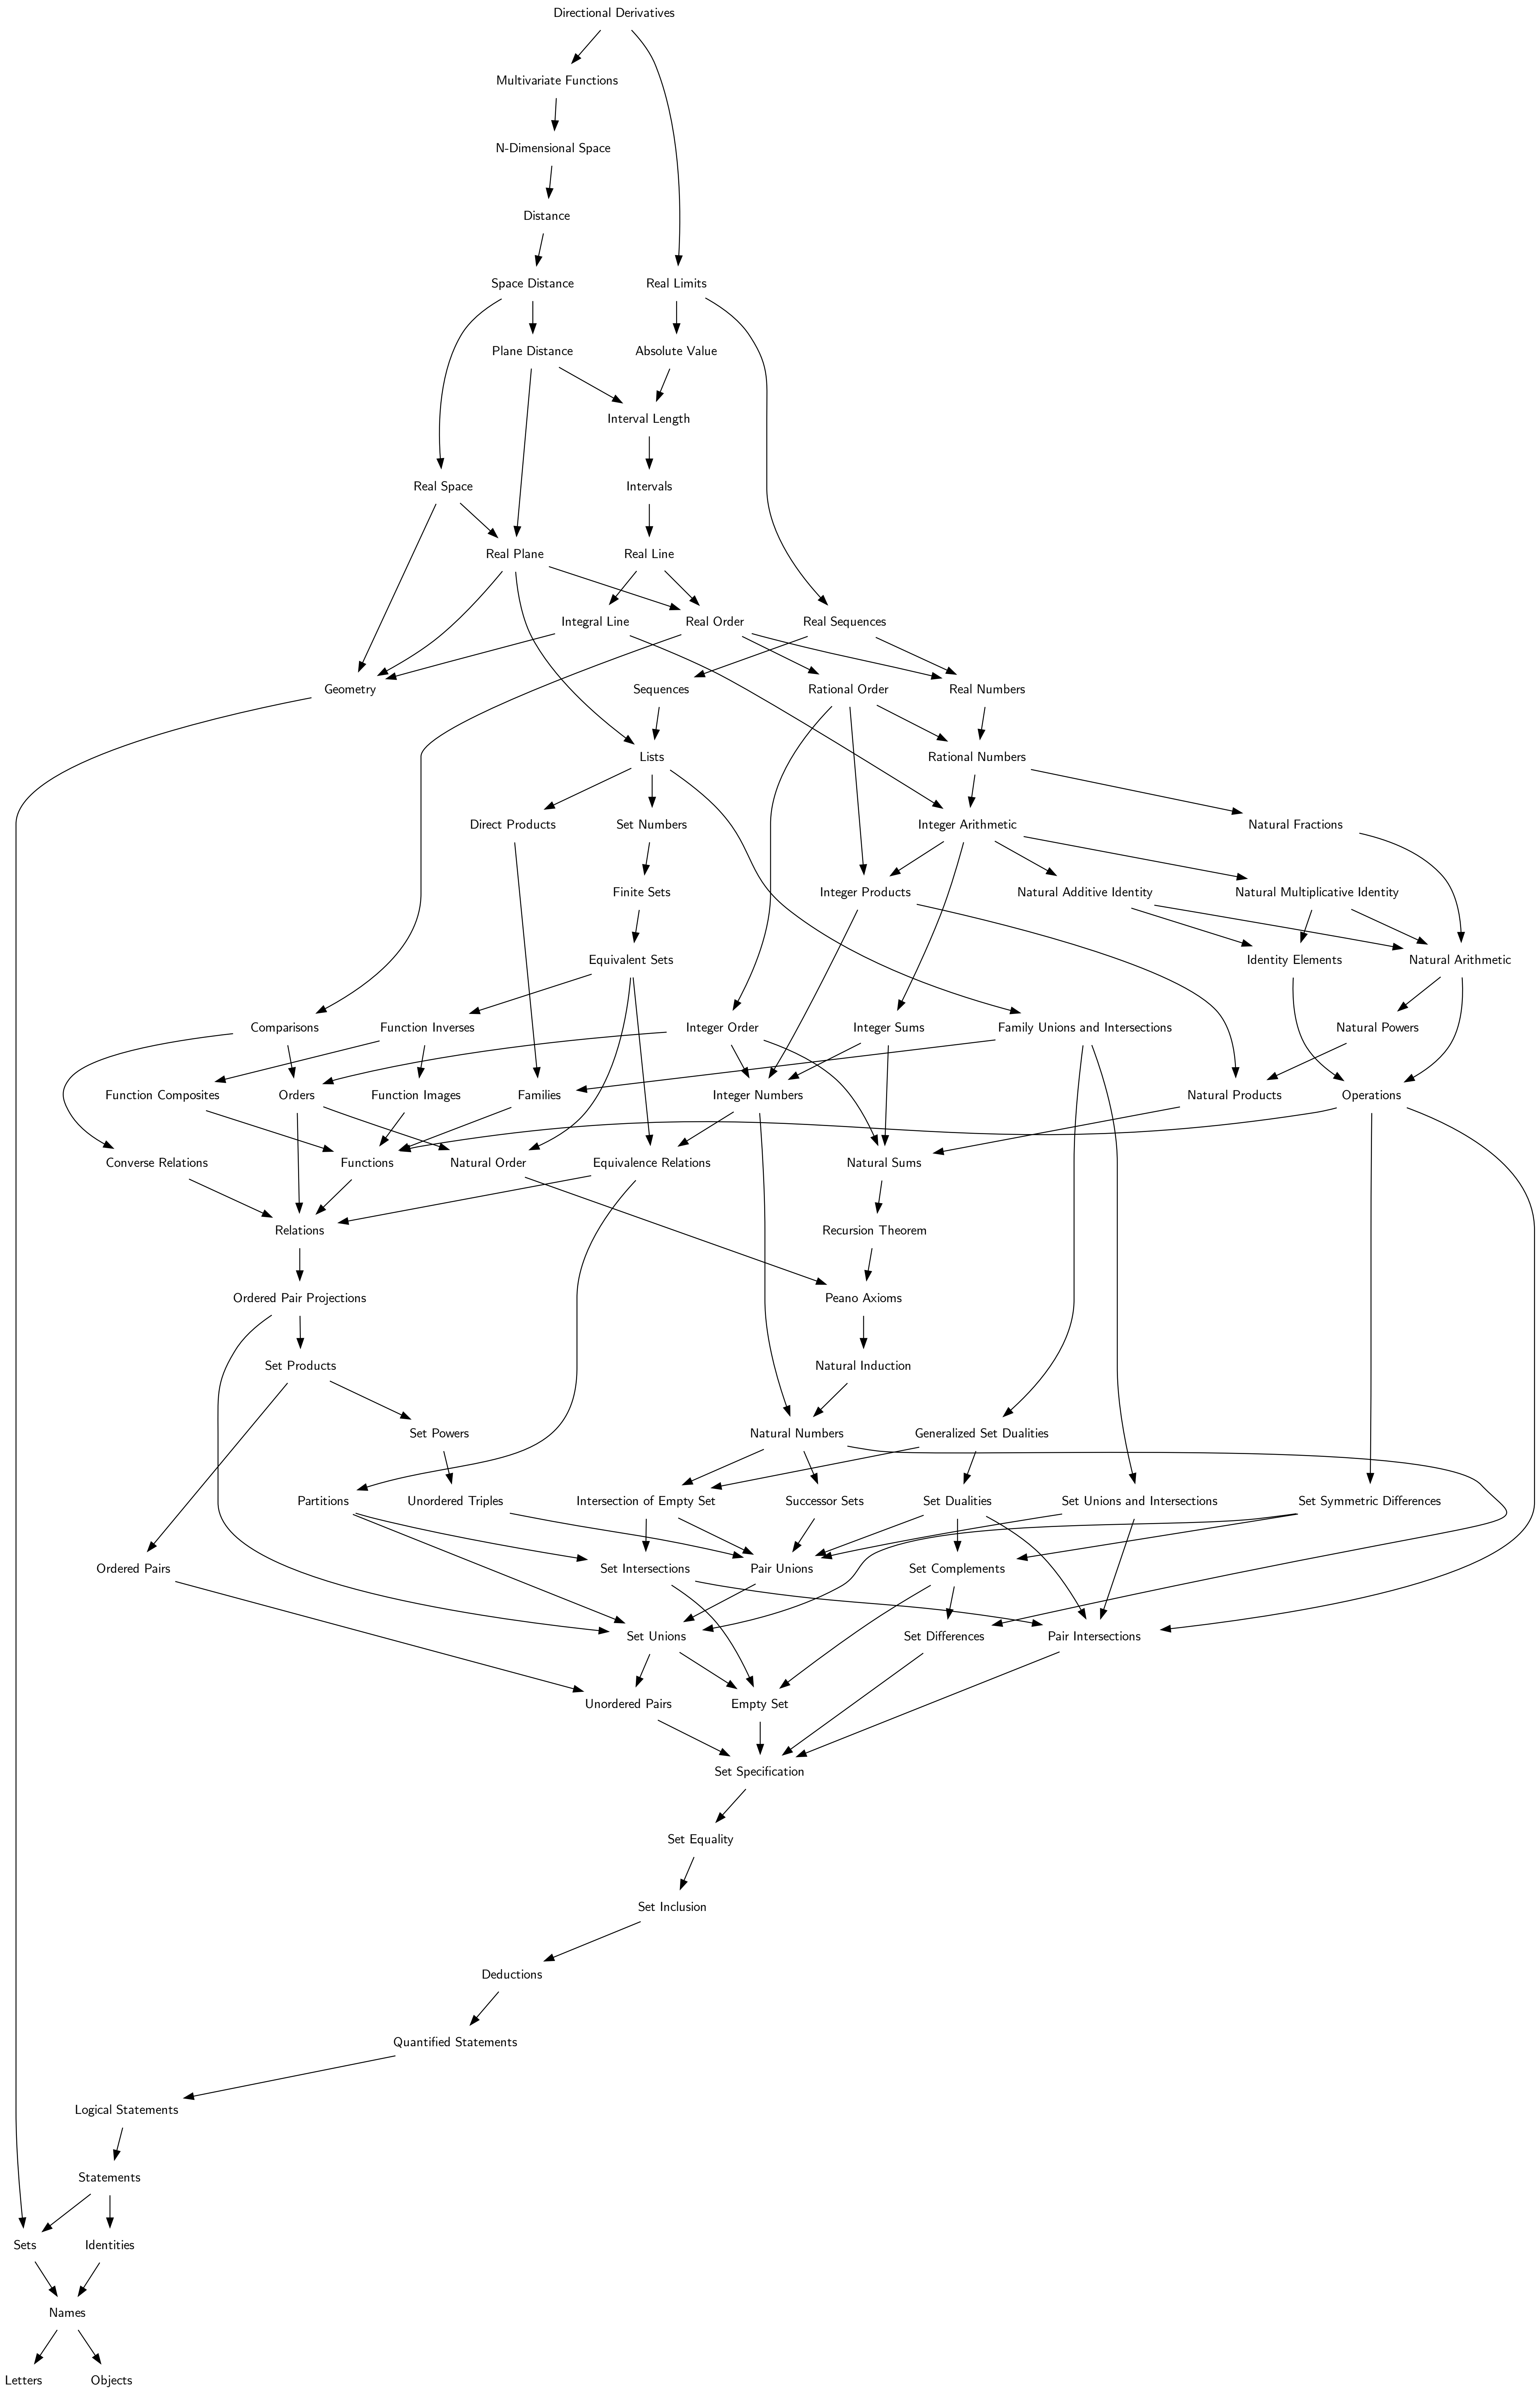 Directional Derivatives
Multivariate Functions
N-Dimensional Space
Distance
Space Distance
Real Limits
Plane Distance
Absolute Value
Interval Length
Real Space
Intervals
Real Plane
Real Line
Integral Line
Real Order
Real Sequences
Geometry
Sequences
Rational Order
Real Numbers
Lists
Rational Numbers
Direct Products
Set Numbers
Integer Arithmetic
Natural Fractions
Finite Sets
Integer Products
Natural Additive Identity
Natural Multiplicative Identity
Equivalent Sets
Identity Elements
Natural Arithmetic
Comparisons
Function Inverses
Integer Order
Integer Sums
Family Unions and Intersections
Natural Powers
Function Composites
Orders
Function Images
Families
Integer Numbers
Natural Products
Operations
Converse Relations
Functions
Natural Order
Equivalence Relations
Natural Sums
Relations
Recursion Theorem
Ordered Pair Projections
Peano Axioms
Set Products
Natural Induction
Set Powers
Natural Numbers
Generalized Set Dualities
Partitions
Unordered Triples
Intersection of Empty Set
Successor Sets
Set Dualities
Set Unions and Intersections
Set Symmetric Differences
Ordered Pairs
Set Intersections
Pair Unions
Set Complements
Set Unions
Set Differences
Pair Intersections
Unordered Pairs
Empty Set
Set Specification
Set Equality
Set Inclusion
Deductions
Quantified Statements
Logical Statements
Statements
Sets
Identities
Names
Letters
Objects